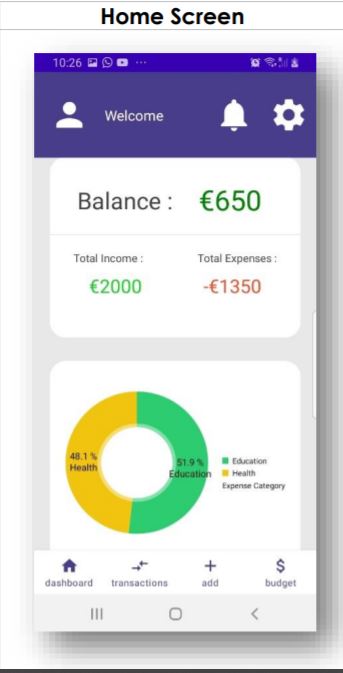 Home Screen
10:26
Welcome
Balance : €650
Total Income : Total Expenses :
€2000 -€1350
48.1 %
Health
51.9 %
Education
Education
Health
Expense Category
dashboard transactions add budget